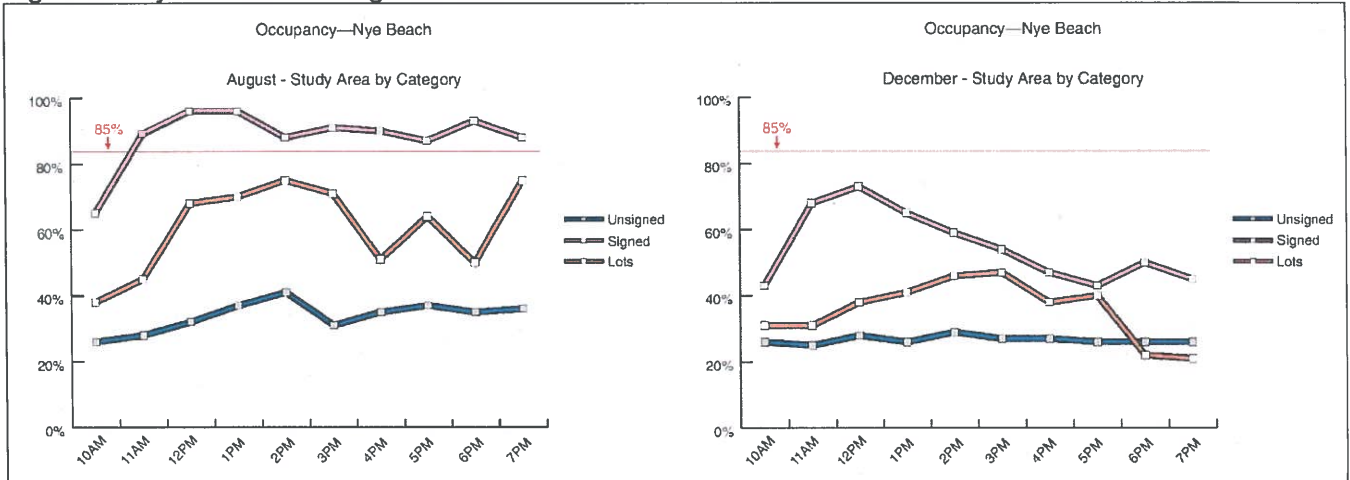 Occupancy—Nye Beach
August - Study Area by Category
100%
85%
80%
60%
40%
20%
0%
10AM
11AM
12PM
1PM
2PM
3PM
4PM
5PM
6PM
7PM
Unsigned
Signed
Lots
Occupancy—Nye Beach
December - Study Area by Category
100%
85%
80%
60%
40%
20%
0%
10AM
11AM
12PM
1PM
2PM
3PM
4PM
5PM
6PM
7PM
Unsigned
Signed
Lots